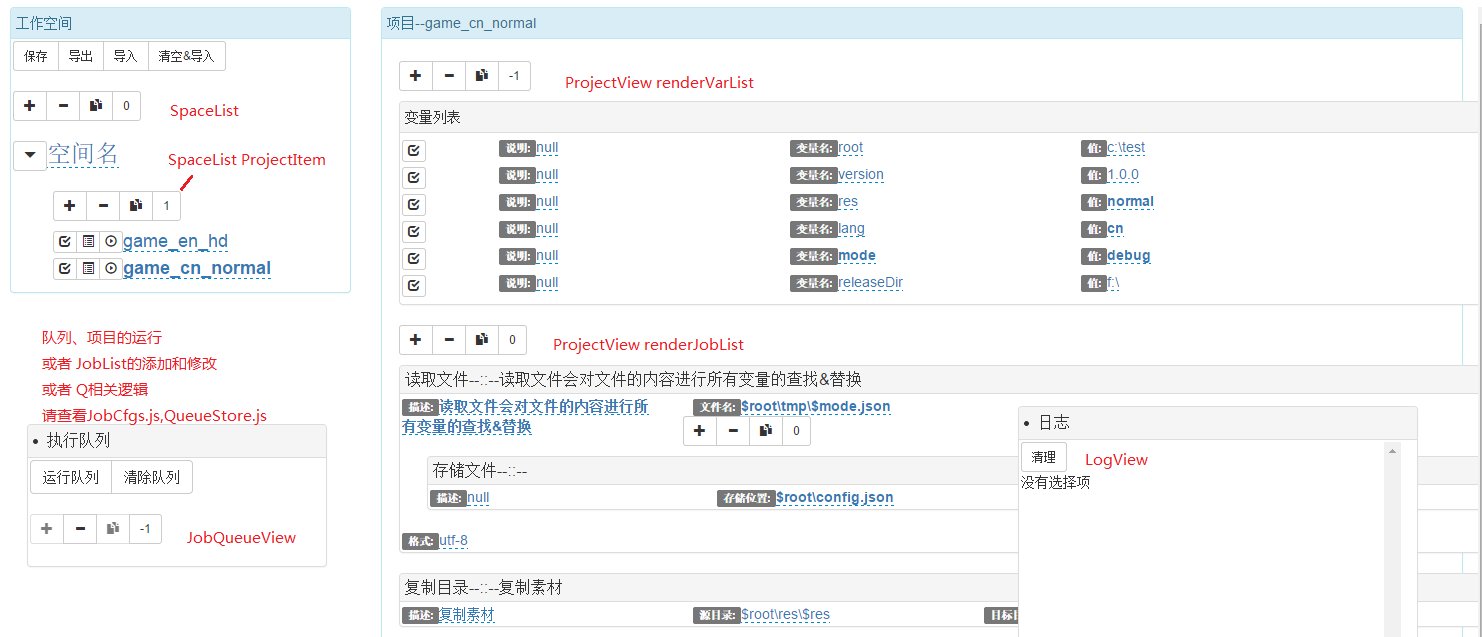 工作空间
保存 导出 导入 清空&导入
0
SpaceList
空间名
SpaceList ProjectItem
1
game_en_hd
game_cn_normal
队列、项目的运行
或者 JobList的添加和修改
或者 Q相关逻辑
请查看JobCfgs.js,QueueStore.js
执行队列
运行队列 清除队列
-1
JobQueueView
项目--game_cn_normal
-1
ProjectView renderVarList
变量列表
说明: null 变量名: root 值: c:\test
说明: null 变量名: version 值: 1.0.0
说明: null 变量名: res 值: normal
说明: null 变量名: lang 值: cn
说明: null 变量名: mode 值: debug
说明: null 变量名: releaseDir 值: f:\
0
ProjectView renderJobList
读取文件--::--读取文件会对文件的内容进行所有变量的查找&替换
描述: 读取文件会对文件的内容进行所 文件名: $root\tmp\$mode.json
有变量的查找&替换
0
存储文件--::--
描述: null 存储位置: $root\config.json
格式: utf-8
复制目录--::--复制素材
描述: 复制素材 源目录: $root\res\$res
日志
清理
LogView
没有选择项